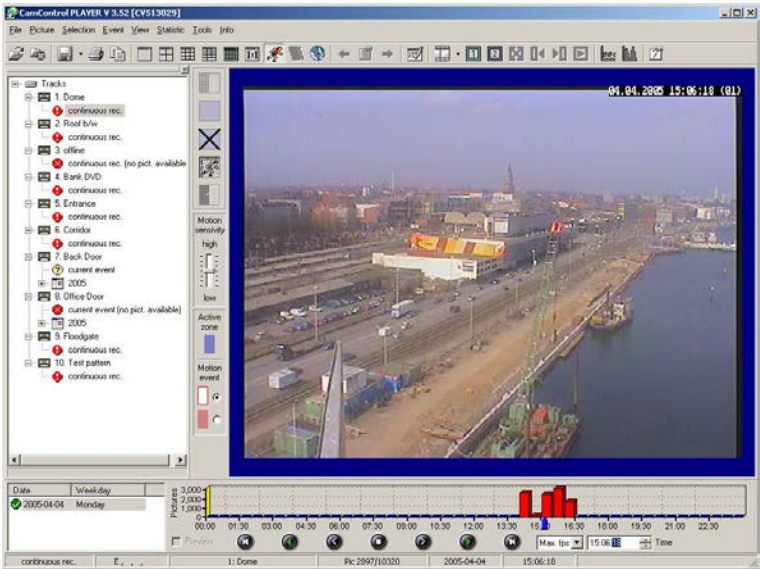 CamControl PLAYER V 3.52 [CV513029]
File Picture Selection Event View Statistic Tools Info
Tracks
1. Dome
continuous rec.
2. Roof b/w
continuous rec.
3. offline
continuous rec. (no pict. available
4. Bank DVD
continuous rec.
5. Entrance
continuous rec.
6. Corridor
continuous rec.
7. Back Door
current event
2005
8. Office Door
current event (no pict. available)
2005
9. Floodgate
continuous rec.
10. Test pattern
continuous rec.
Motion
sensivity
high
low
Active
zone
Motion
event
04.04.2005 15:06:18 (01)
Date Weekday
2005-04-04 Monday
Pictures
3,000
2,000
1,000
0
00:00 01:30 03:00 04:30 06:00 07:30 09:00 10:30 12:00 13:30 15:00 16:30 18:00 19:30 21:00 22:30
Preview
Max. fps 15:06:18 Time
continuous rec. E , , , 1: Dome Pic 2897/10320 2005-04-04 15:06:18